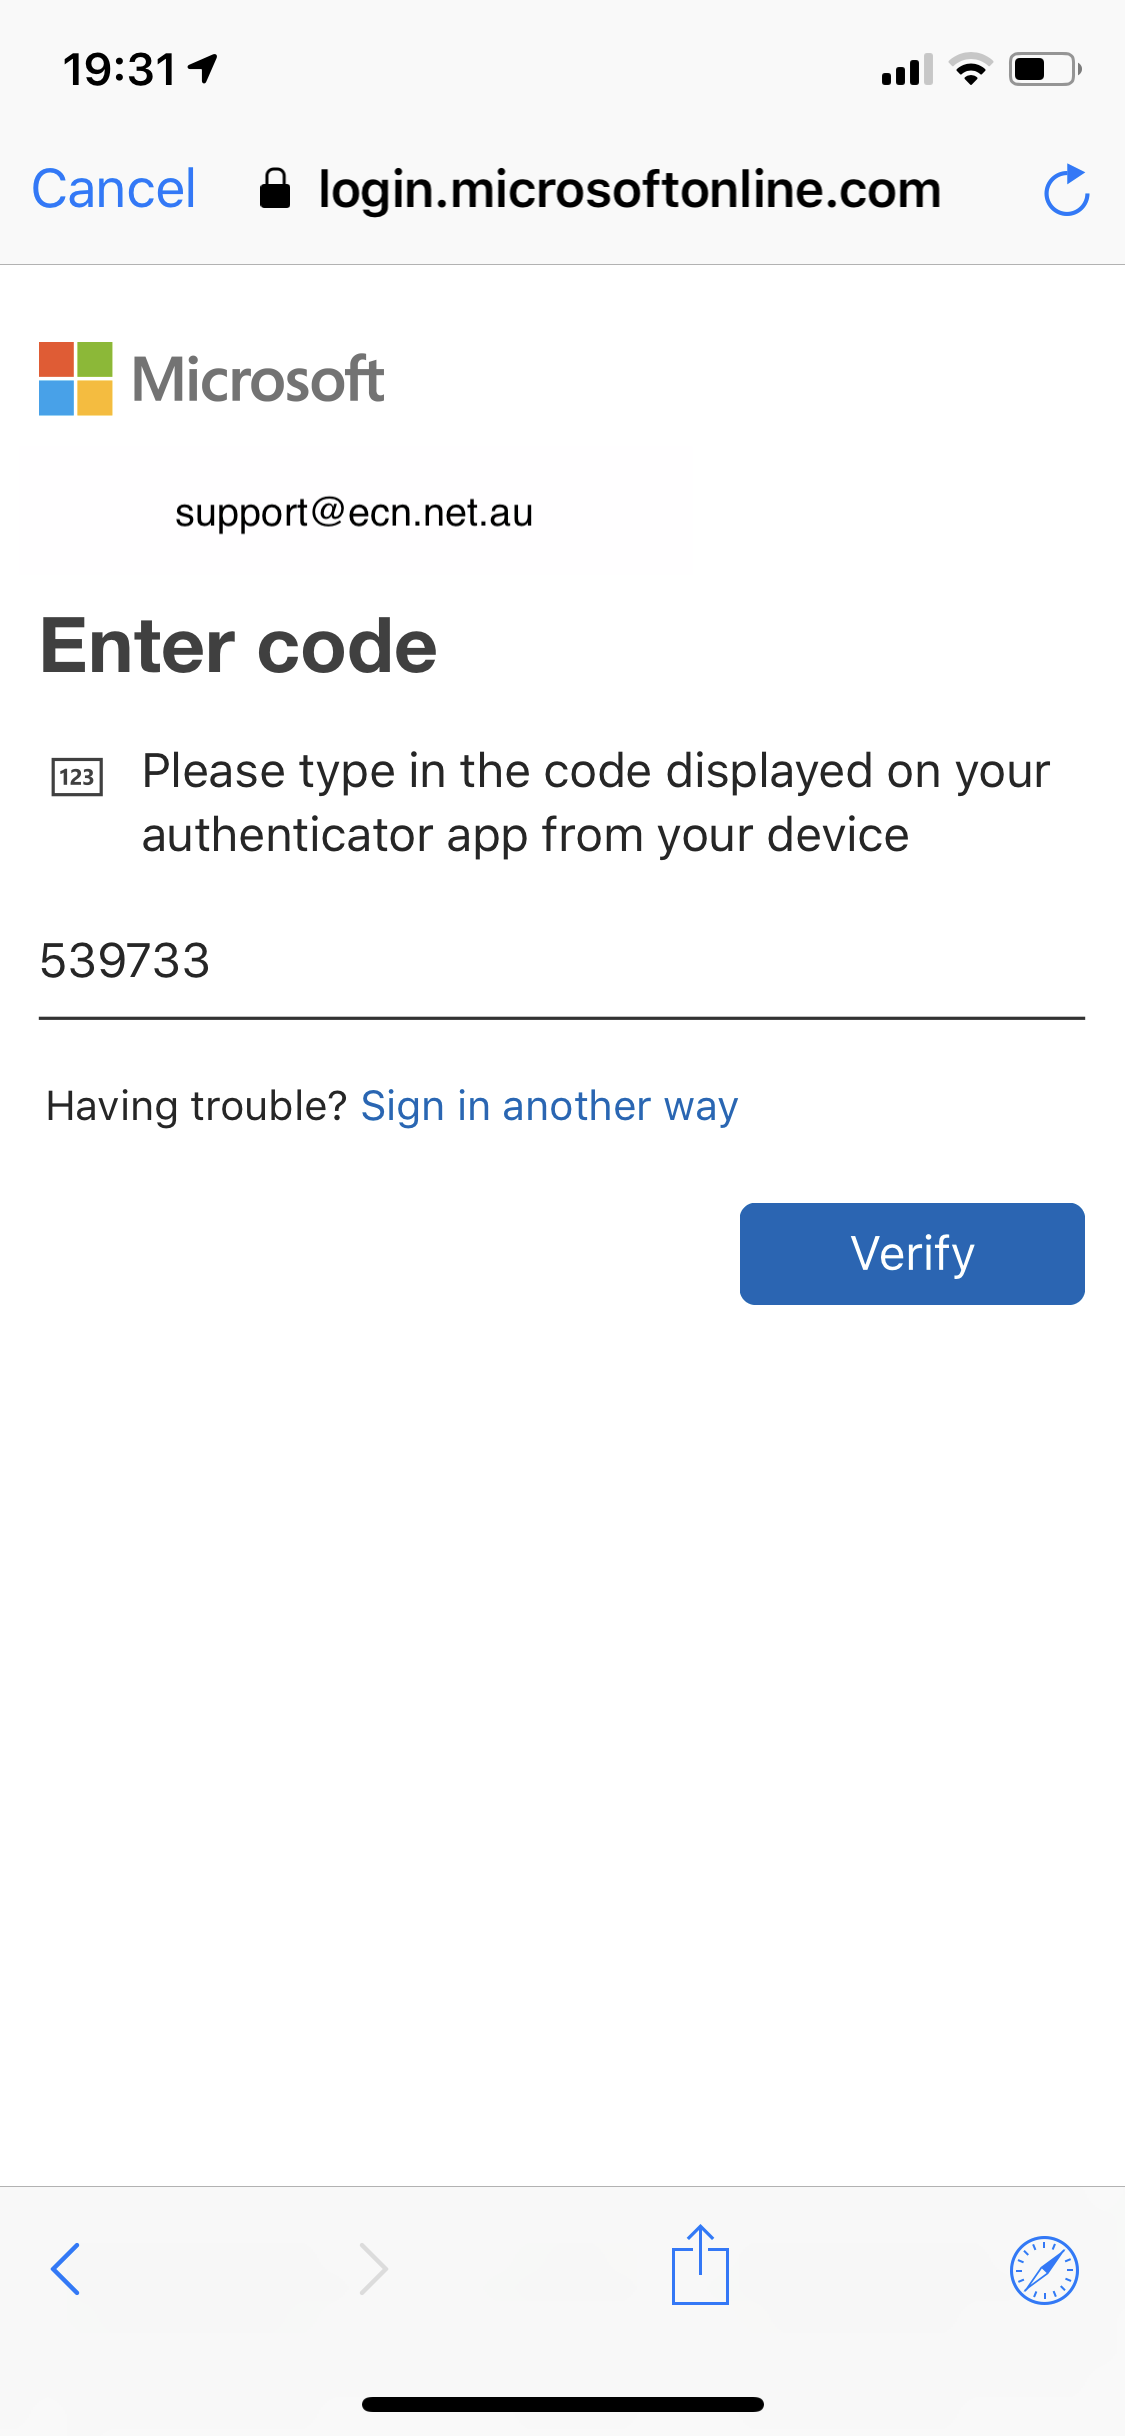 19:31
Cancel login.microsoftonline.com
Microsoft
support@ecn.net.au
Enter code
123 Please type in the code displayed on your
authenticator app from your device
539733
Having trouble? Sign in another way
Verify